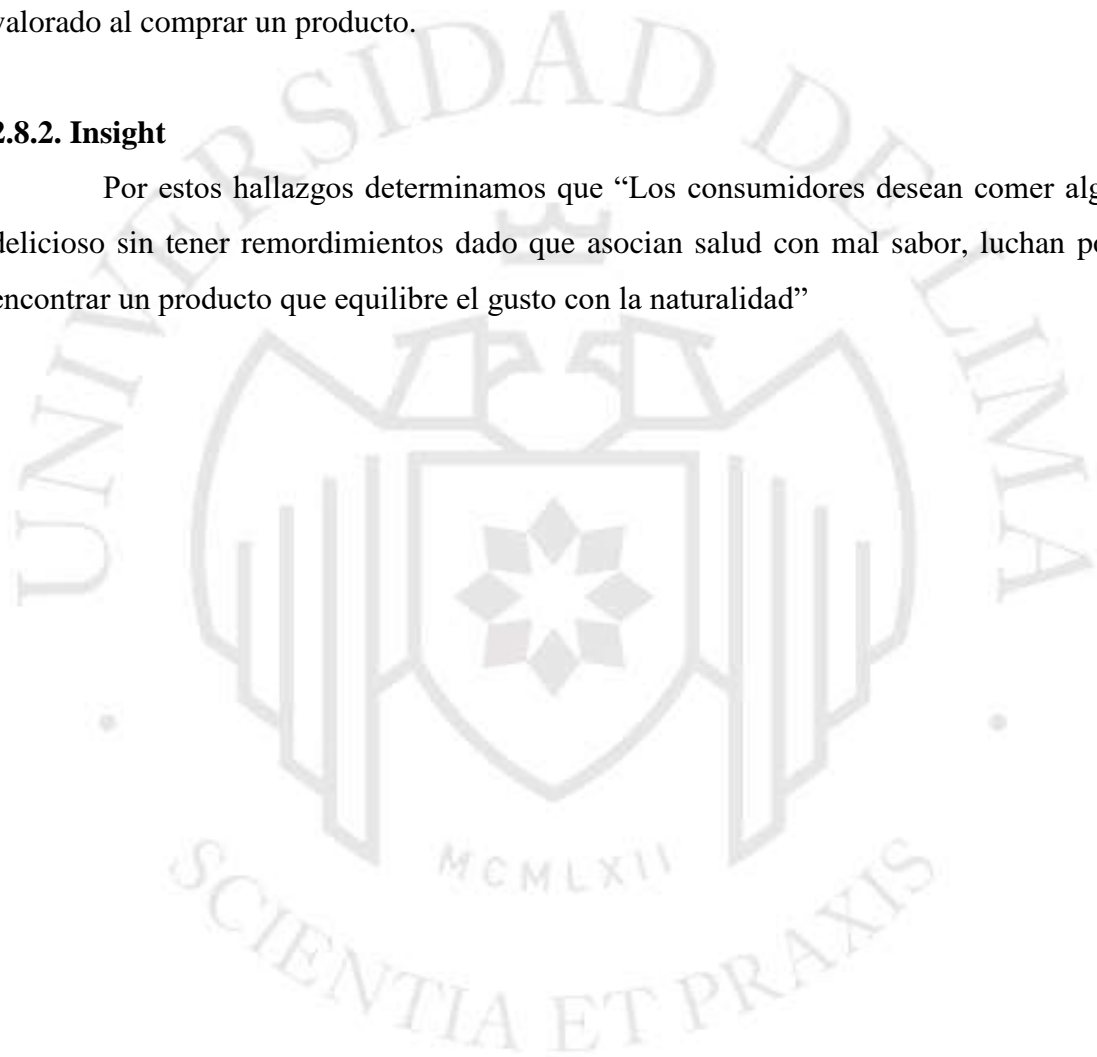 valorado al comprar un producto.
2.8.2. Insight
Por estos hallazgos determinamos que “Los consumidores desean comer alg
delicioso sin tener remordimientos dado que asocian salud con mal sabor, luchan po
encontrar un producto que equilibre el gusto con la naturalidad”
UNIVERSIDAD DE LIMA
MCMLXII
SCIENTIA ET PRAXIS